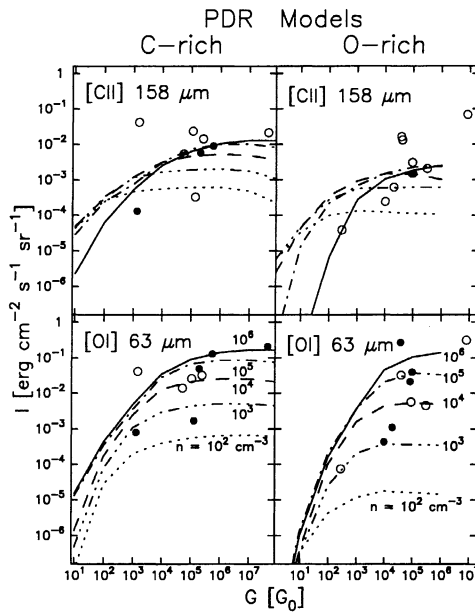 PDR Models
C-rich O-rich
[CII] 158 μm [CII] 158 μm
1
10⁻¹
10⁻²
10⁻³
10⁻⁴
10⁻⁵
10⁻⁶
I [erg cm⁻² s⁻¹ sr⁻¹]
[OI] 63 μm [OI] 63 μm
1
10⁻¹
10⁻²
10⁻³
10⁻⁴
10⁻⁵
10⁻⁶
10⁶
10⁵
10⁴
10³
n = 10² cm⁻³
10⁶
10⁵
10⁴
10³
n = 10² cm⁻³
10¹ 10² 10³ 10⁴ 10⁵ 10⁶ 10⁷ 10¹ 10² 10³ 10⁴ 10⁵ 10⁶ 10⁷
G [G₀]